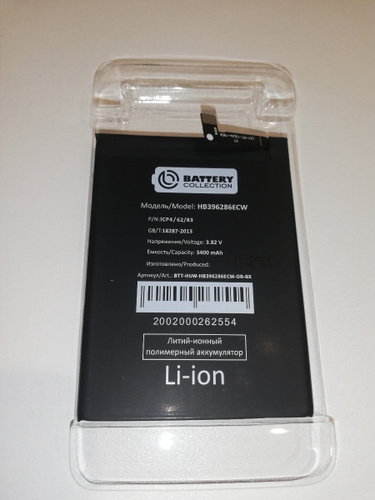 BATTERY
COLLECTION
Модель/Model: HB396286ECW
P/N:ICP4/62/83
GB/T:18287-2013
Напряжение/Voltage: 3.82 V
Емкость/Capacity: 3400 mAh
Изготовлено/Produced:
Артикул/Art.: BTT-HUW-HB396286ECW-OR-BX
2002000262554
Литий-ионный
полимерный аккумулятор
Li-ion